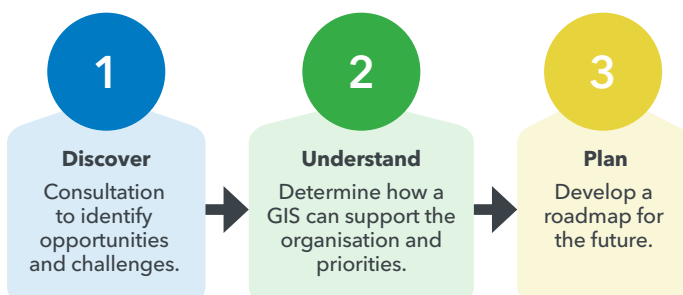 1
Discover
Consultation
to identify
opportunities
and challenges.
2
Understand
Determine how a
GIS can support the
organisation and
priorities.
3
Plan
Develop a
roadmap for
the future.